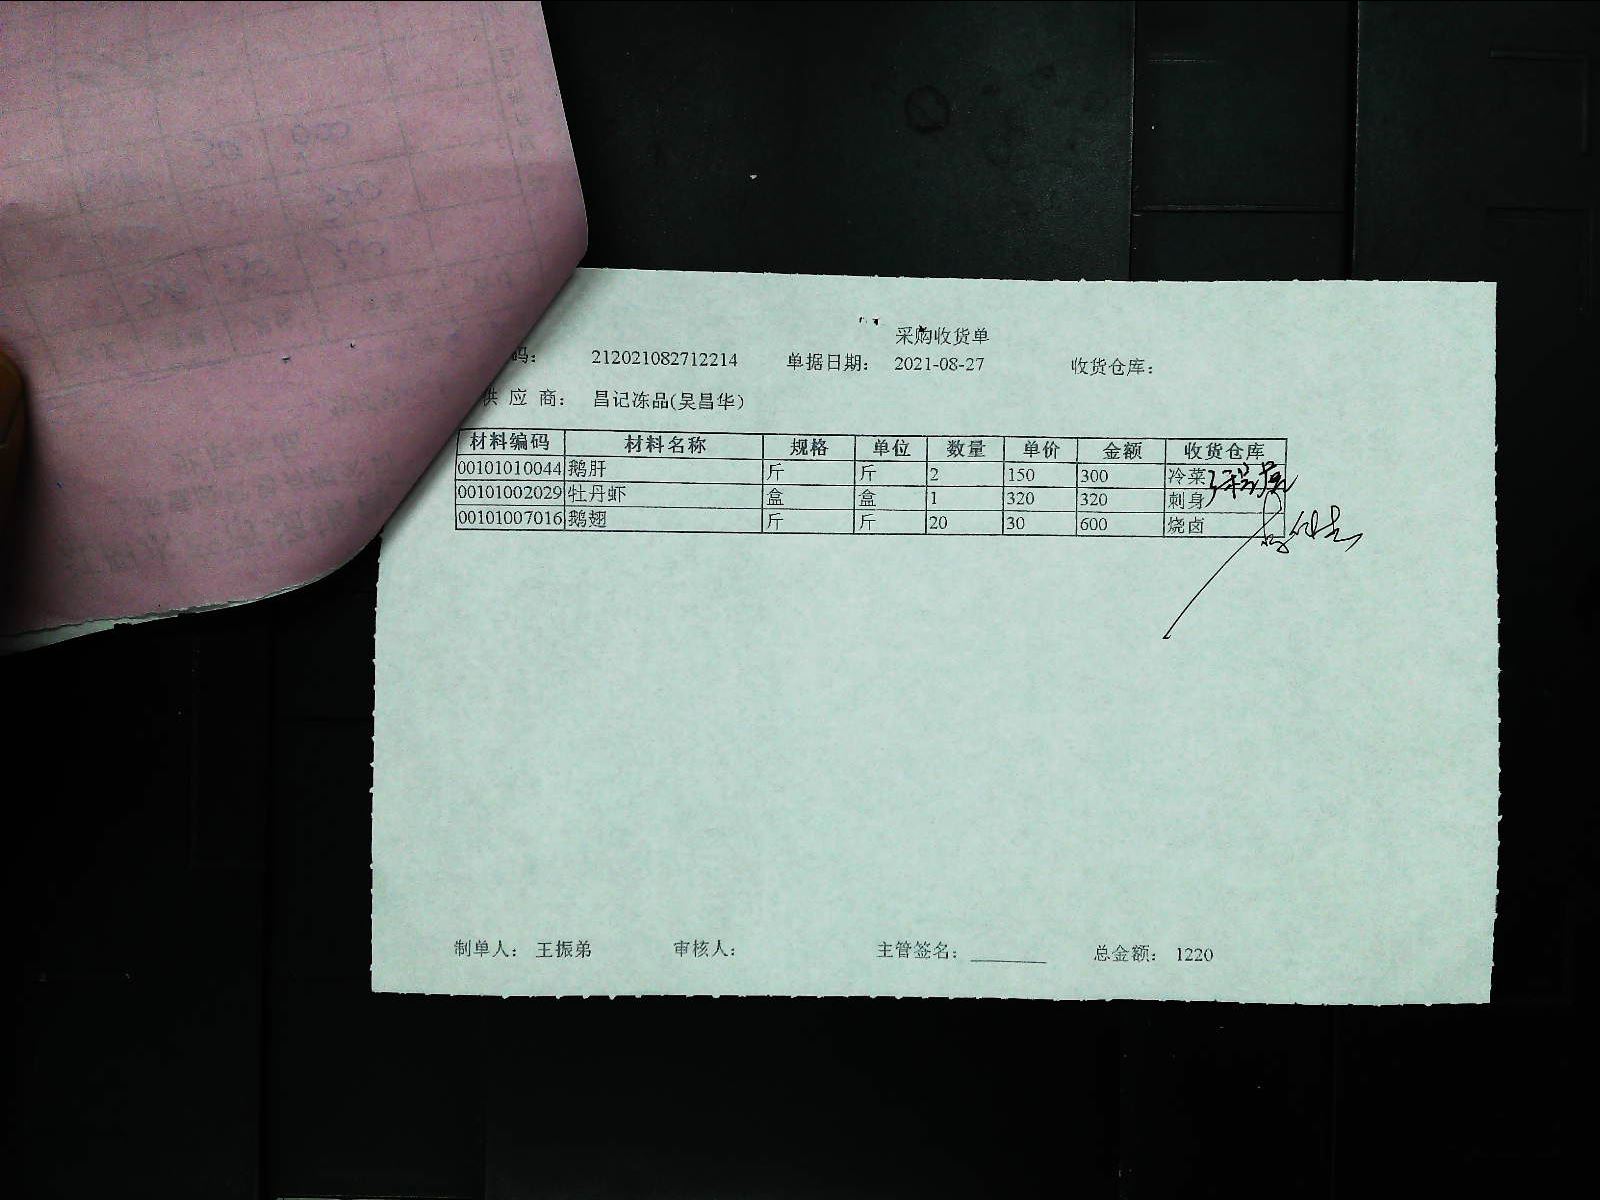 采购收货单
码： 212021082712214 单据日期： 2021-08-27 收货仓库：
供 应 商： 昌记冻品(吴昌华)
材料编码 材料名称 规格 单位 数量 单价 金额 收货仓库
00101010044 鹅肝 斤 斤 2 150 300 冷菜
00101002029 牡丹虾 盒 盒 1 320 320 刺身
00101007016 鹅翅 斤 斤 20 30 600 烧卤
制单人： 王振弟 审核人： 主管签名： 总金额： 1220